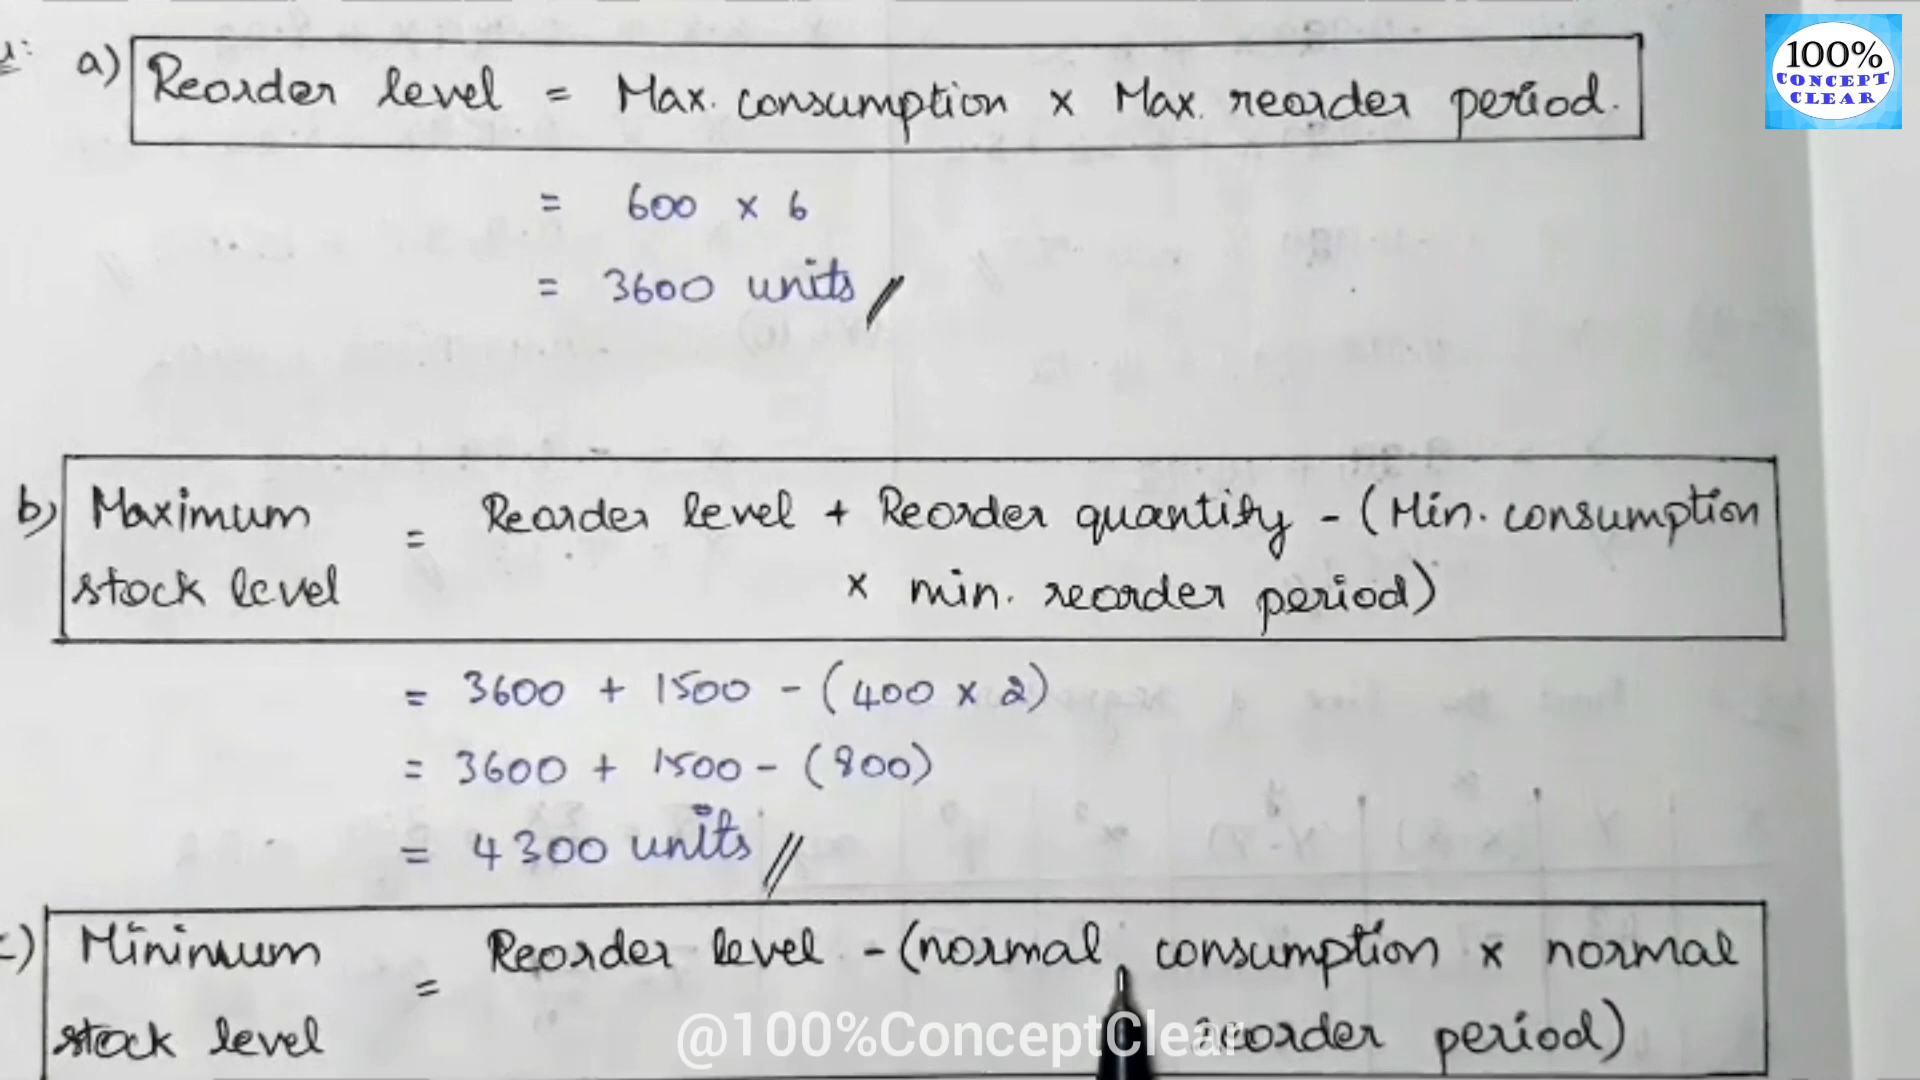 a) Reorder level = Max. consumption x Max. reorder period.
= 600 x 6
= 3600 units //
b) Maximum stock level = Reorder level + Reorder quantity - (Min. consumption
x min. reorder period)
= 3600 + 1500 - (400 x 2)
= 3600 + 1500 - (800)
= 4300 units //
c) Minimum stock level = Reorder level - (normal consumption x normal
reorder period)
100%
CONCEPT
CLEAR
@100%ConceptClear